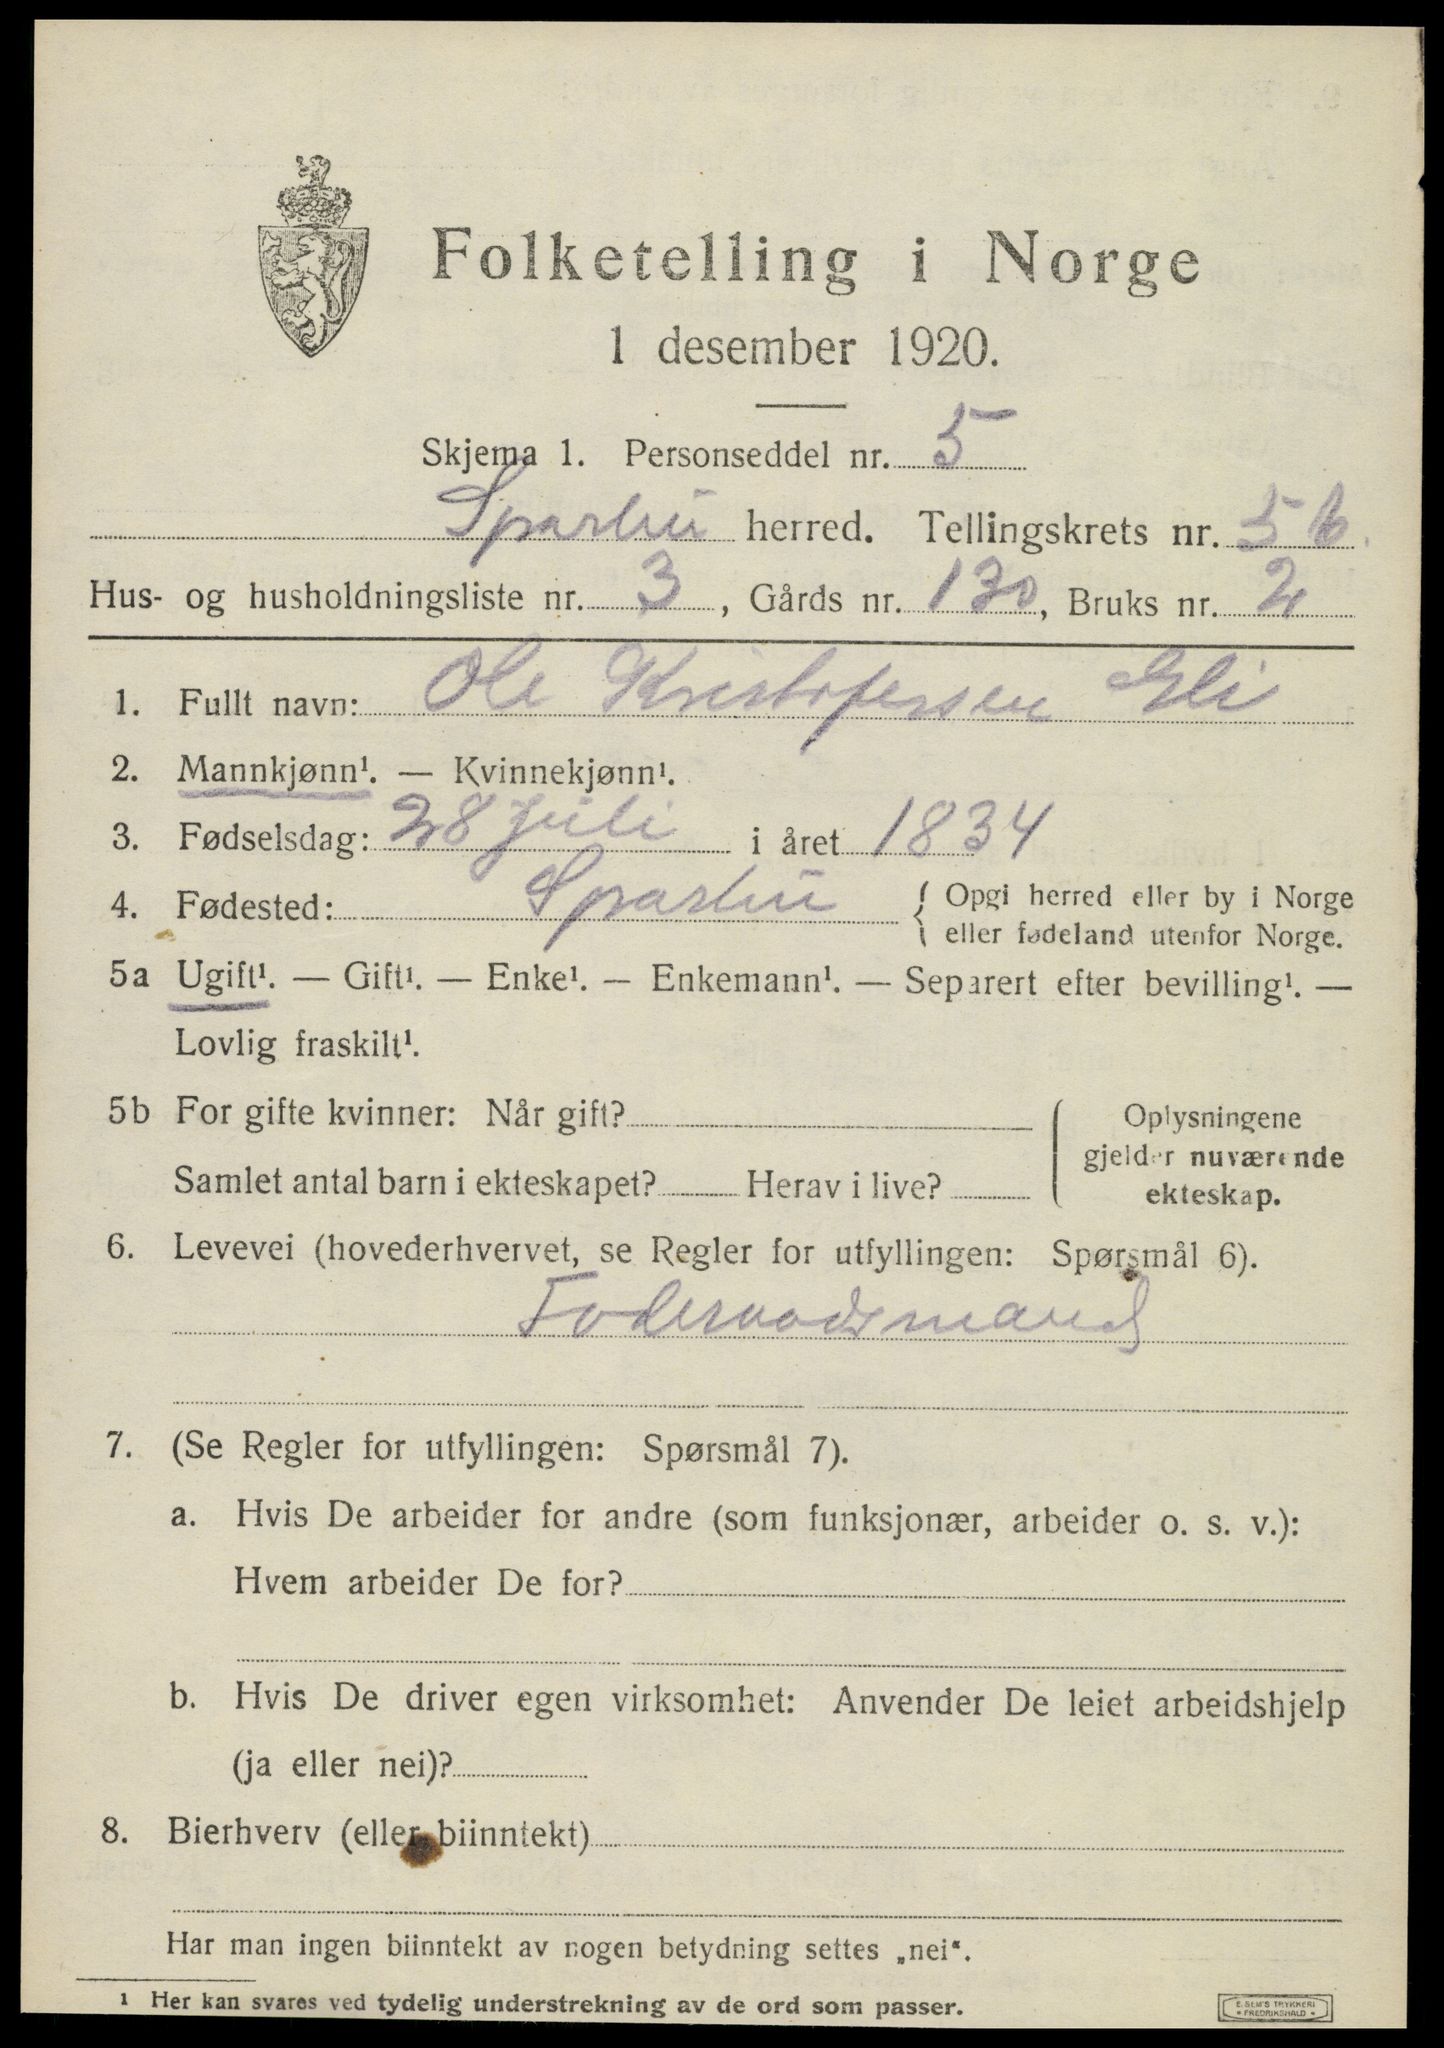 Folketelling i Norge
1 desember 1920.
Skjema 1. Personseddel nr. 5
Sparbu herred. Tellingskrets nr. 5 b.
Hus- og husholdningsliste nr. 3, Gårds nr. 130, Bruks nr. 2
1. Fullt navn: Ole Kristofersen Eli
2. Mannkjønn¹. — Kvinnekjønn¹.
3. Fødselsdag: 28 juli i året 1834
4. Fødested: Sparbu { Opgi herred eller by i Norge
eller fødeland utenfor Norge.
5a Ugift¹. — Gift¹. — Enke¹. — Enkemann¹. — Separert efter bevilling¹. —
Lovlig fraskilt¹.
5b For gifte kvinner: Når gift?
Samlet antal barn i ekteskapet? Herav i live?
Oplysningene
gjelder nuværende
ekteskap.
6. Levevei (hovederhvervet, se Regler for utfyllingen: Spørsmål 6).
Foderaadsmand
7. (Se Regler for utfyllingen: Spørsmål 7).
a. Hvis De arbeider for andre (som funksjonær, arbeider o. s. v.):
Hvem arbeider De for?
b. Hvis De driver egen virksomhet: Anvender De leiet arbeidshjelp
(ja eller nei)?
8. Bierhverv (eller biinntekt)
Har man ingen biinntekt av nogen betydning settes „nei“.
1 Her kan svares ved tydelig understrekning av de ord som passer.
E. SEM'S TRYKKERI
• FREDRIKSHALD •